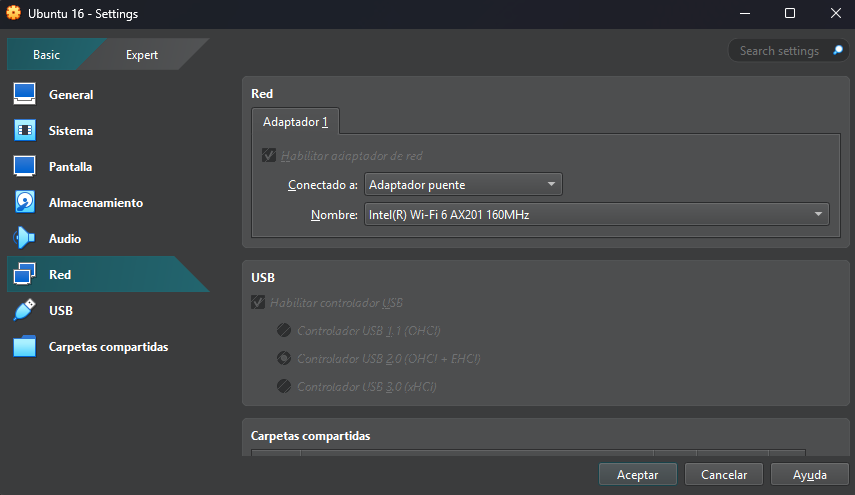 Ubuntu 16 - Settings
Basic
Expert
Search settings
General
Sistema
Pantalla
Almacenamiento
Audio
Red
USB
Carpetas compartidas
Red
Adaptador 1
Habilitar adaptador de red
Conectado a: Adaptador puente
Nombre: Intel(R) Wi-Fi 6 AX201 160MHz
USB
Habilitar controlador USB
Controlador USB 1.1 (OHCI)
Controlador USB 2.0 (OHCI + EHCI)
Controlador USB 3.0 (xHCI)
Carpetas compartidas
Aceptar
Cancelar
Ayuda